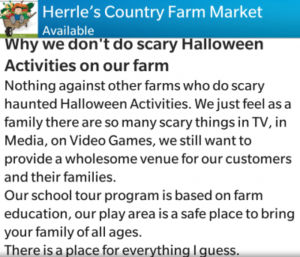 Herrle's Country Farm Market
Available
Why we don't do scary Halloween
Activities on our farm
Nothing against other farms who do scary
haunted Halloween Activities. We just feel as a
family there are so many scary things in TV, in
Media, on Video Games, we still want to
provide a wholesome venue for our customers
and their families.
Our school tour program is based on farm
education, our play area is a safe place to bring
your family of all ages.
There is a place for everything I guess.